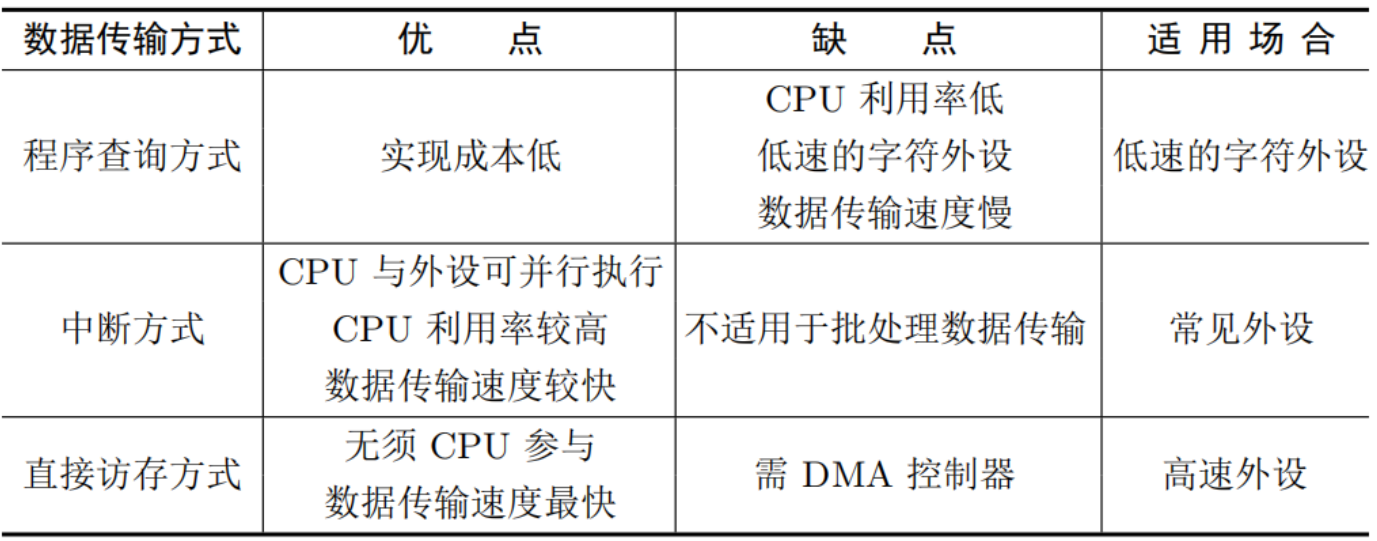 数据传输方式 优 点 缺 点 适 用 场 合
程序查询方式 实现成本低 CPU 利用率低 低速的字符外设
低速的字符外设
数据传输速度慢
中断方式 CPU 与外设可并行执行 不适用于批处理数据传输 常见外设
CPU 利用率较高
数据传输速度较快
直接访存方式 无须 CPU 参与 需 DMA 控制器 高速外设
数据传输速度最快